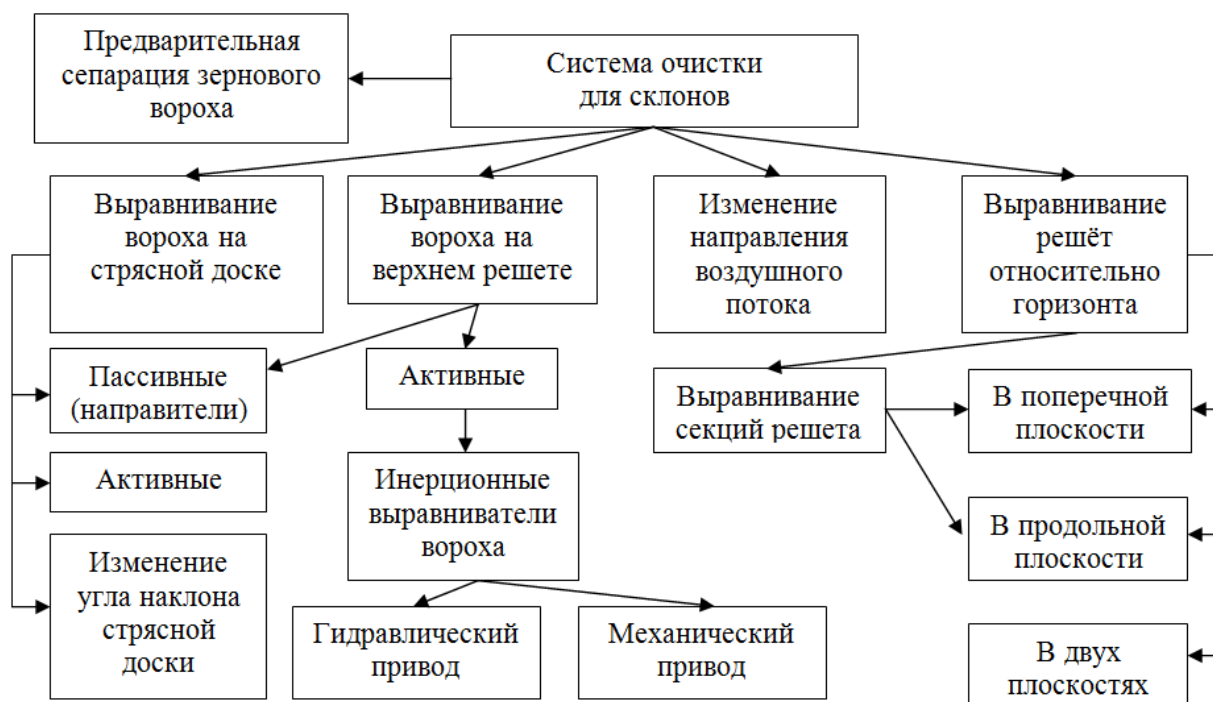 Предварительная
сепарация зернового
вороха
Система очистки
для склонов
Выравнивание
вороха на
стрясной доске
Выравнивание
вороха на
верхнем решете
Изменение
направления
воздушного
потока
Выравнивание
решёт
относительно
горизонта
Пассивные
(направители)
Активные
Выравнивание
секций решета
В поперечной
плоскости
Активные
Инерционные
выравниватели
вороха
В продольной
плоскости
Изменение
угла наклона
стрясной
доски
Гидравлический
привод
Механический
привод
В двух
плоскостях